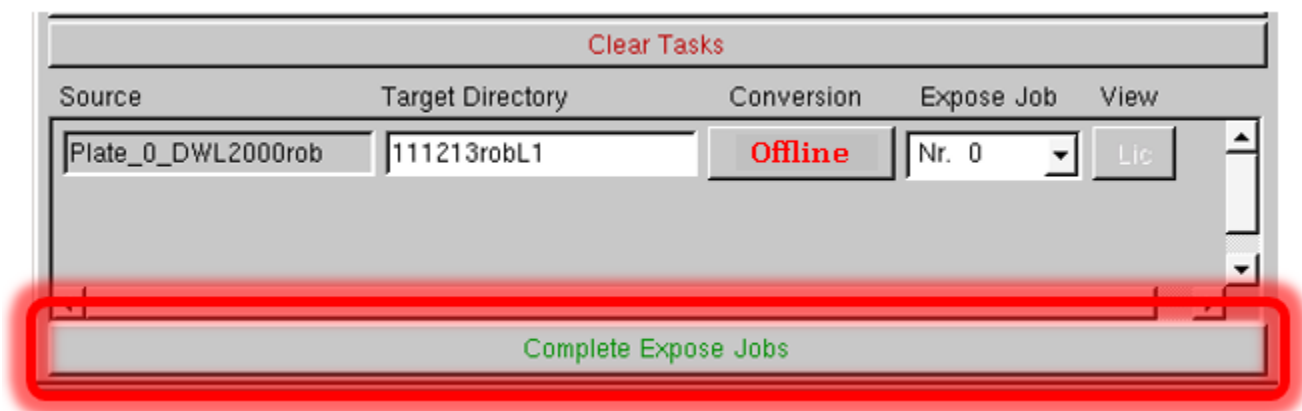 Clear Tasks
Source Target Directory Conversion Expose Job View
Plate_0_DWL2000rob 111213robL1 Offline Nr. 0 Lic
Complete Expose Jobs